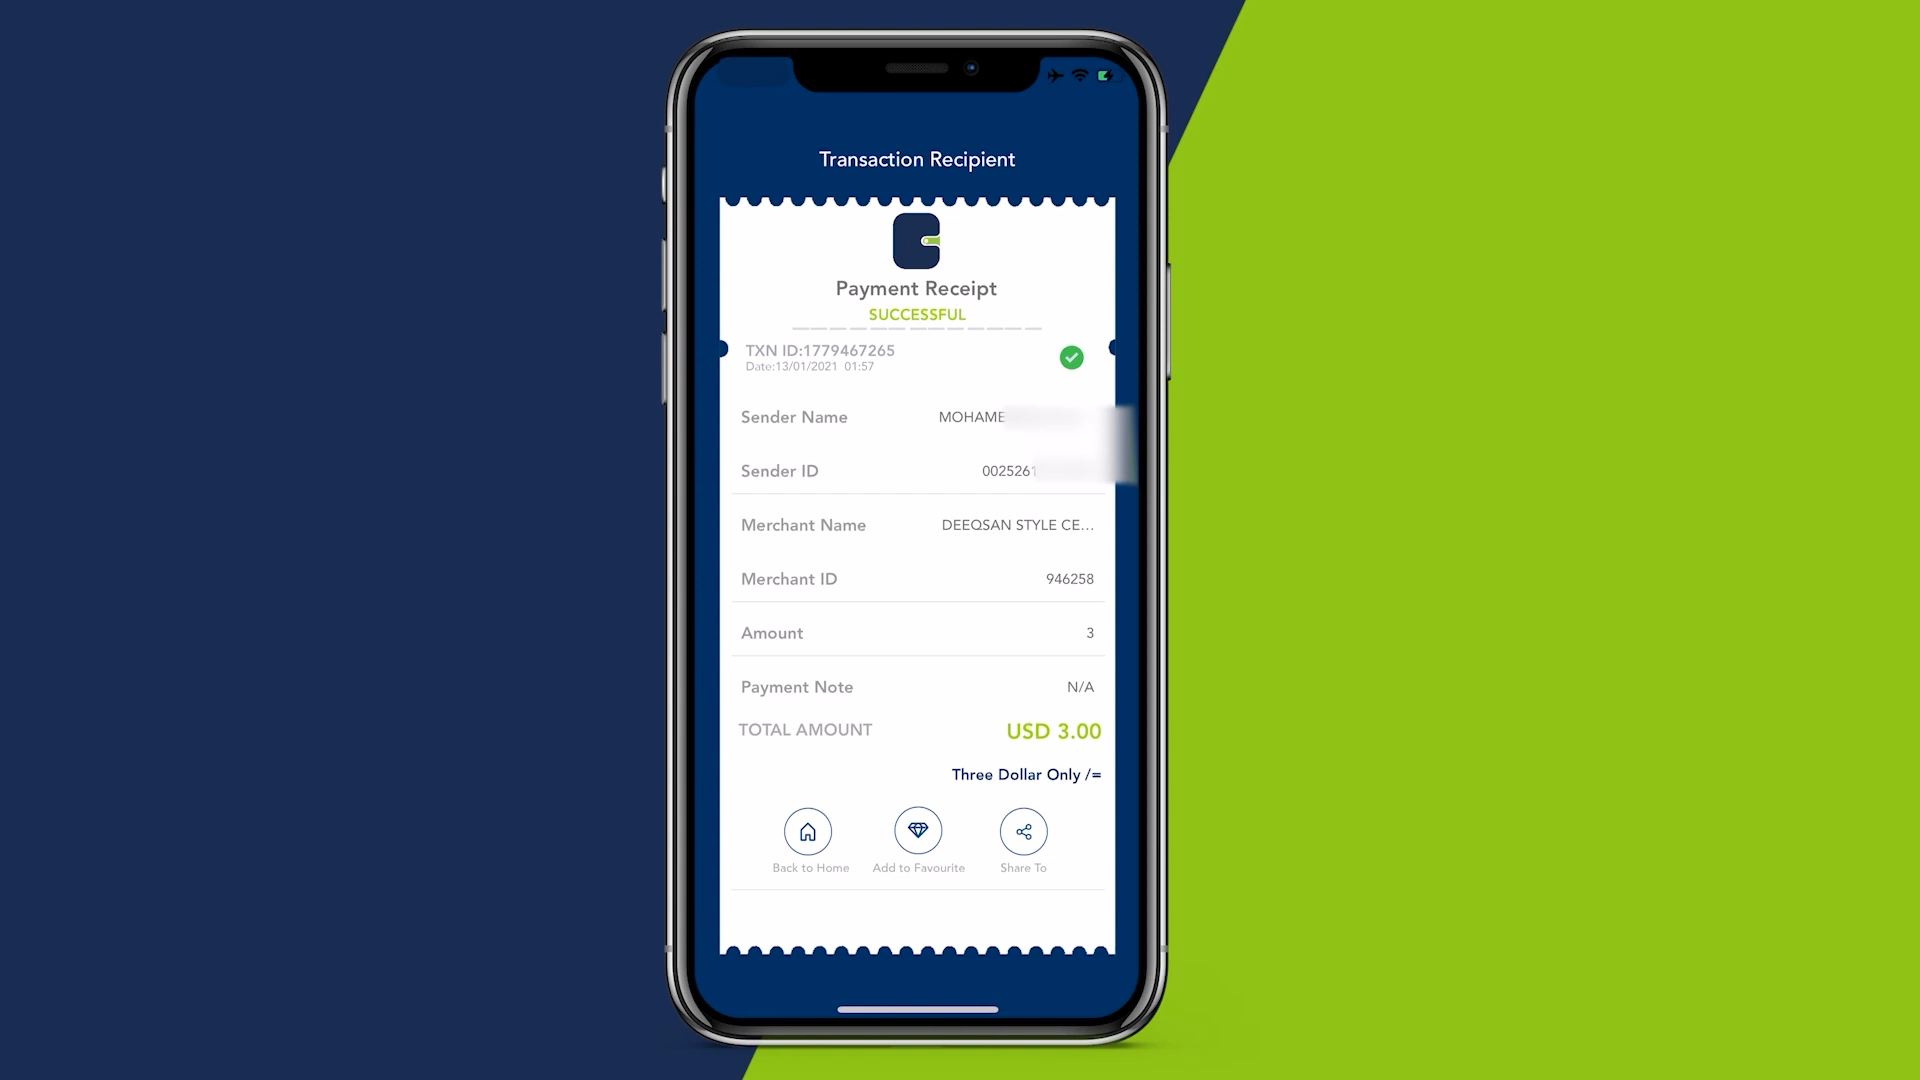 Transaction Recipient
Payment Receipt
SUCCESSFUL
TXN ID:1779467265
Date:13/01/2021 01:57
Sender Name MOHAME
Sender ID 0025261
Merchant Name DEEQSAN STYLE CE...
Merchant ID 946258
Amount 3
Payment Note N/A
TOTAL AMOUNT USD 3.00
Three Dollar Only /=
Back to Home Add to Favourite Share To